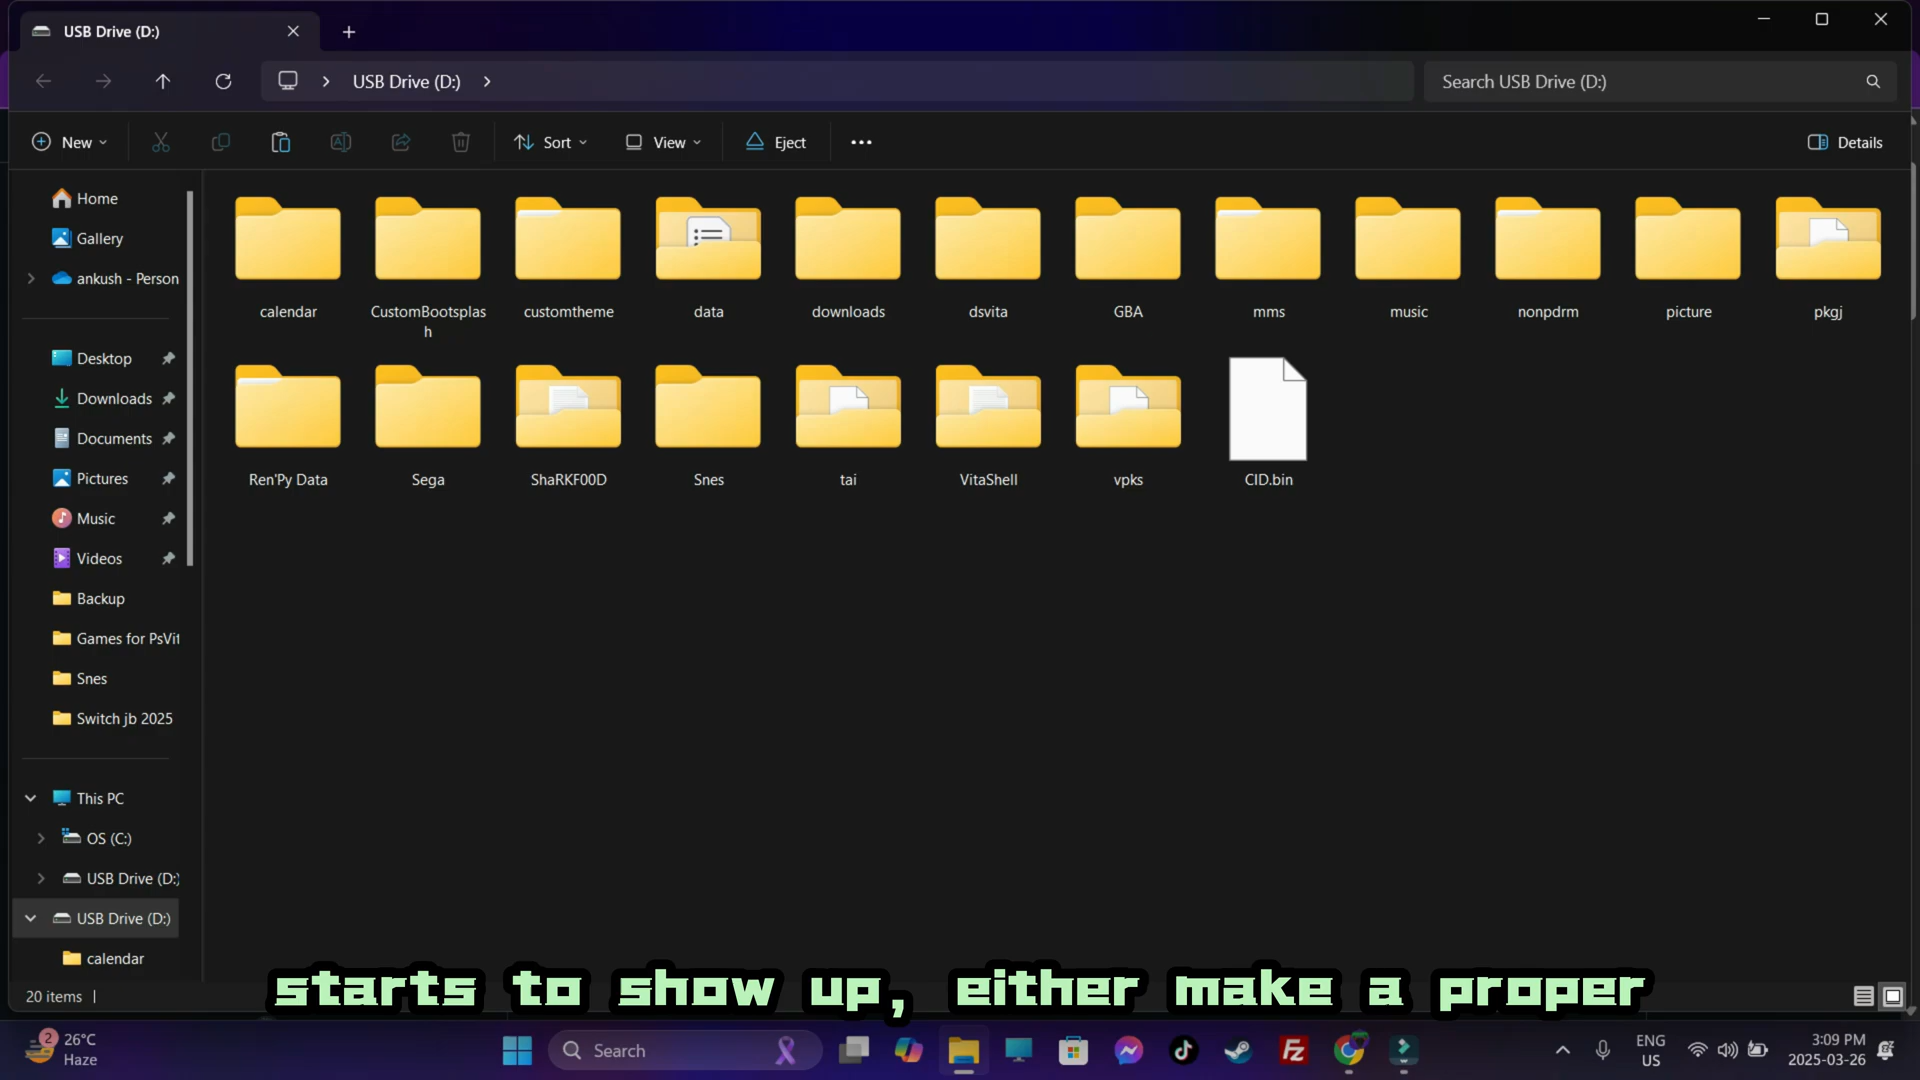 USB Drive (D:)
USB Drive (D:)
Search USB Drive (D:)
New
Sort
View
Eject
Details
Home
Gallery
ankush - Person
Desktop
Downloads
Documents
Pictures
Music
Videos
Backup
Games for PsVit
Snes
Switch jb 2025
This PC
OS (C:)
USB Drive (D:)
USB Drive (D:)
calendar
calendar
CustomBootsplas
h
customtheme
data
downloads
dsvita
GBA
mms
music
nonpdrm
picture
pkgj
Ren'Py Data
Sega
ShaRKF00D
Snes
tai
VitaShell
vpks
CID.bin
20 items
starts to show up, either make a proper
2
26°C
Haze
Search
ENG
US
3:09 PM
2025-03-26